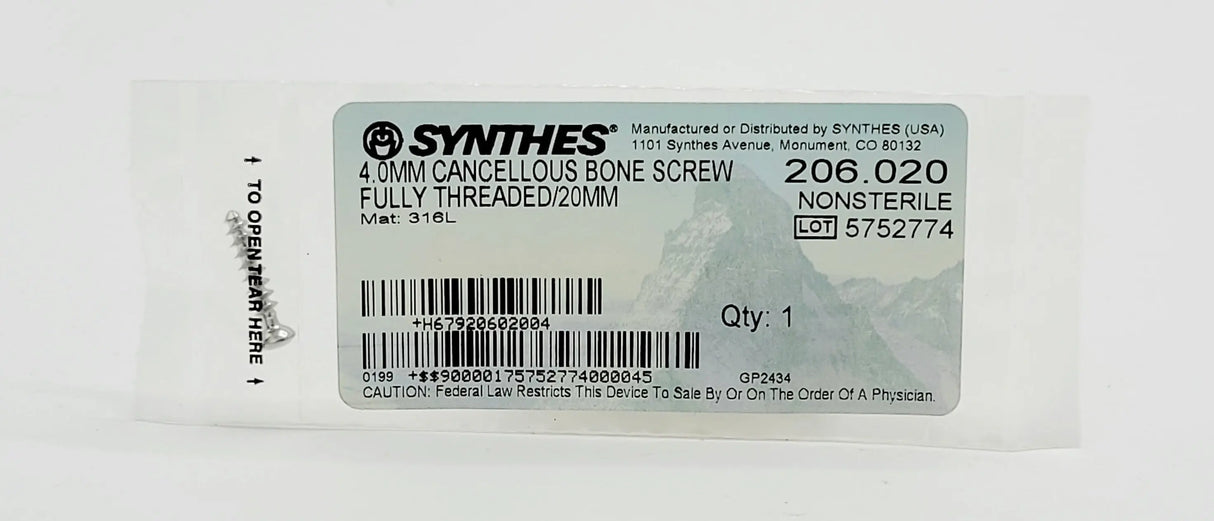 TO OPEN TEAR HERE
SYNTHES®
Manufactured or Distributed by SYNTHES (USA)
1101 Synthes Avenue, Monument, CO 80132
4.0MM CANCELLOUS BONE SCREW
FULLY THREADED/20MM
Mat: 316L
206.020
NONSTERILE
LOT 5752774
+H67920602004
Qty: 1
0199 +$$9000017575277​4000045
GP2434
CAUTION: Federal Law Restricts This Device To Sale By Or On The Order Of A Physician.